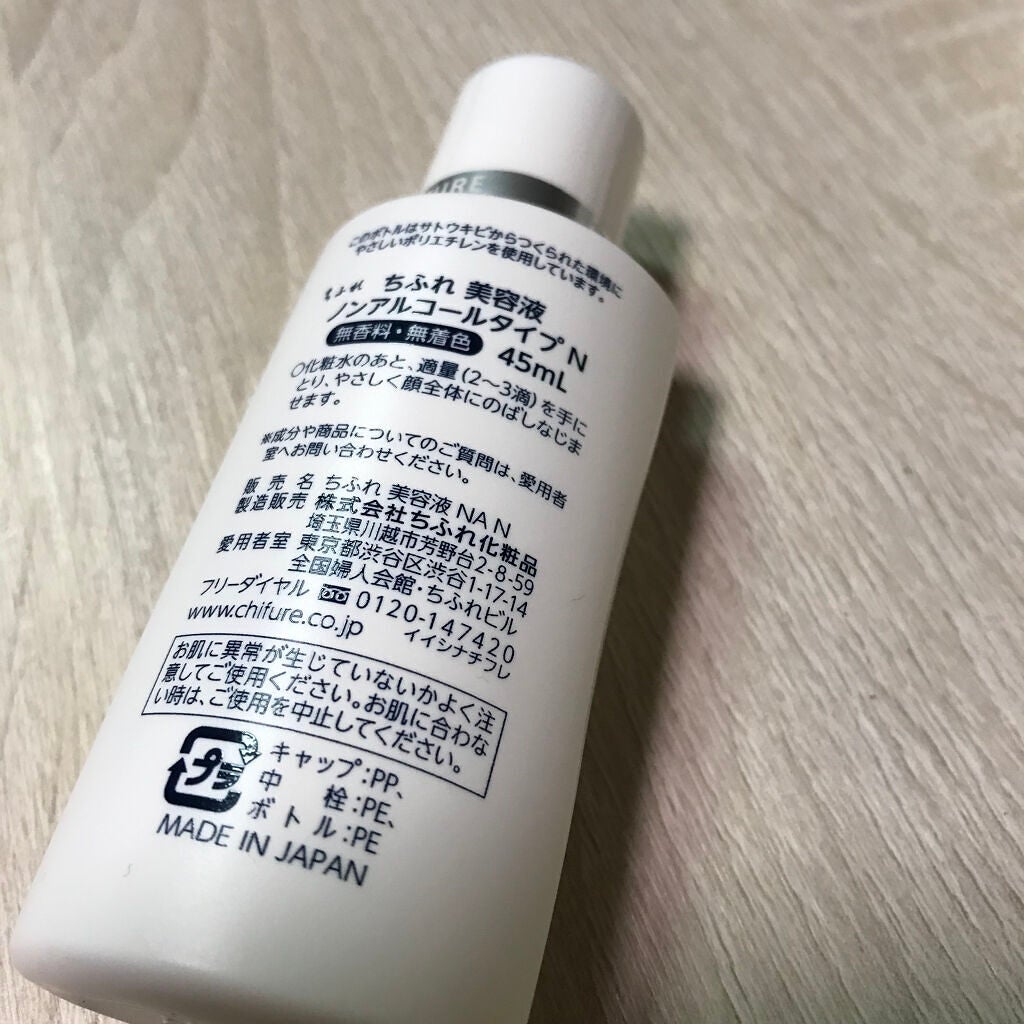 IRE
このボトルはサトウキビからつくられた環境に
やさしいポリエチレンを使用しています。
ちふれ ちふれ 美容液
ノンアルコールタイプ N
無香料・無着色 45mL
○化粧水のあと、適量(2〜3滴)を手に
とり、やさしく顔全体にのばしなじま
せます。
※成分や商品についてのご質問は、愛用者
室へお問い合わせください。
販売名 ちふれ 美容液 NA N
製造販売 株式会社ちふれ化粧品
埼玉県川越市芳野台2-8-59
愛用者室 東京都渋谷区渋谷1-17-14
全国婦人会館・ちふれビル
フリーダイヤル 0120-147420
イイシナチフレ
www.chifure.co.jp
お肌に異常が生じていないかよく注
意してご使用ください。お肌に合わな
い時は、ご使用を中止してください。
プラ
キャップ:PP、
中栓:PE、
ボトル:PE
MADE IN JAPAN